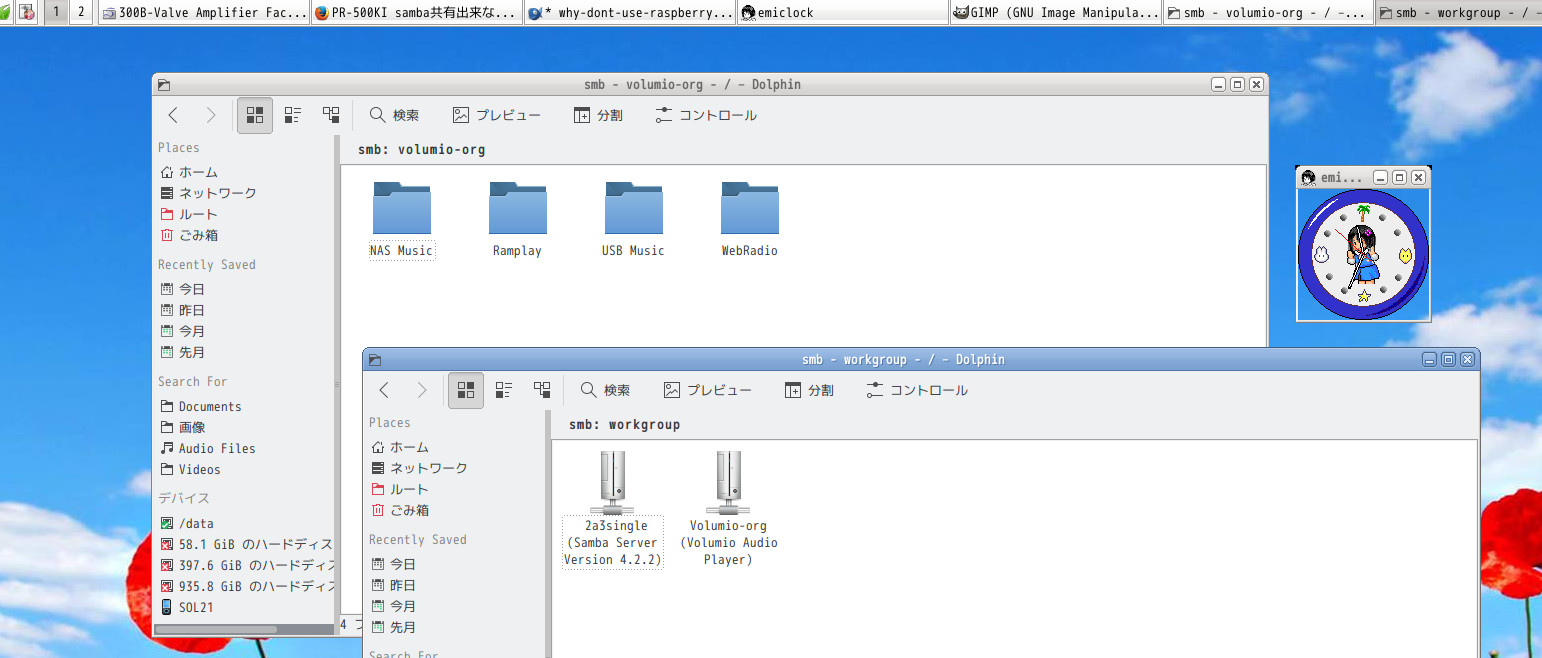 1
2
300B-Valve Amplifier Fac...
PR-500KI samba共有出来な...
* why-dont-use-raspberry...
emiclock
GIMP (GNU Image Manipula...
smb - volumio-org - / -...
smb - workgroup - / -
smb - volumio-org - / - Dolphin
検索
プレビュー
分割
コントロール
Places
smb: volumio-org
ホーム
ネットワーク
ルート
ごみ箱
NAS Music
Ramplay
USB Music
WebRadio
Recently Saved
今日
昨日
今月
先月
Search For
Documents
画像
Audio Files
Videos
デバイス
/data
58.1 GiB のハードディス
397.6 GiB のハードディス
935.8 GiB のハードディス
SOL21
4 つ
emi...
smb - workgroup - / - Dolphin
検索
プレビュー
分割
コントロール
Places
smb: workgroup
ホーム
ネットワーク
ルート
ごみ箱
2a3single
(Samba Server
Version 4.2.2)
Volumio-org
(Volumio Audio
Player)
Recently Saved
今日
昨日
今月
先月
Search For